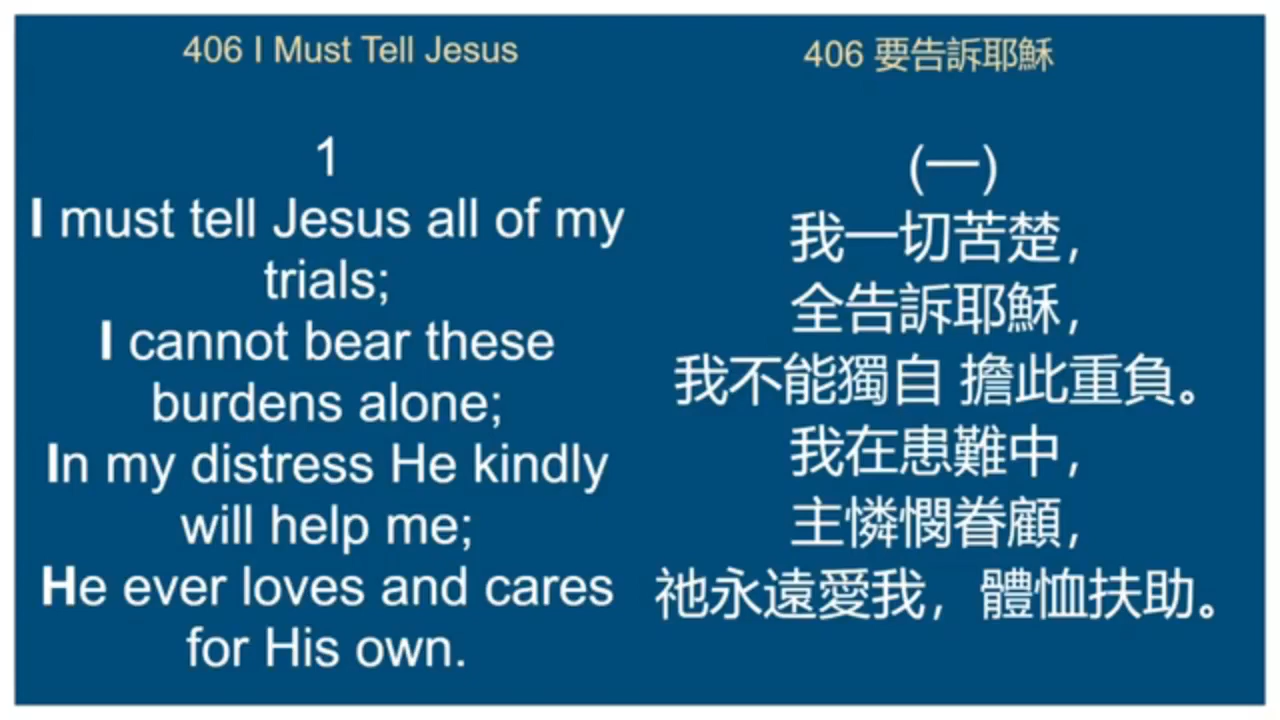 406 I Must Tell Jesus
1
I must tell Jesus all of my
trials;
I cannot bear these
burdens alone;
In my distress He kindly
will help me;
He ever loves and cares
for His own.
406 要告訴耶穌
(一)
我一切苦楚，
全告訴耶穌，
我不能獨自 擔此重負。
我在患難中，
主憐憫眷顧，
祂永遠愛我，體恤扶助。